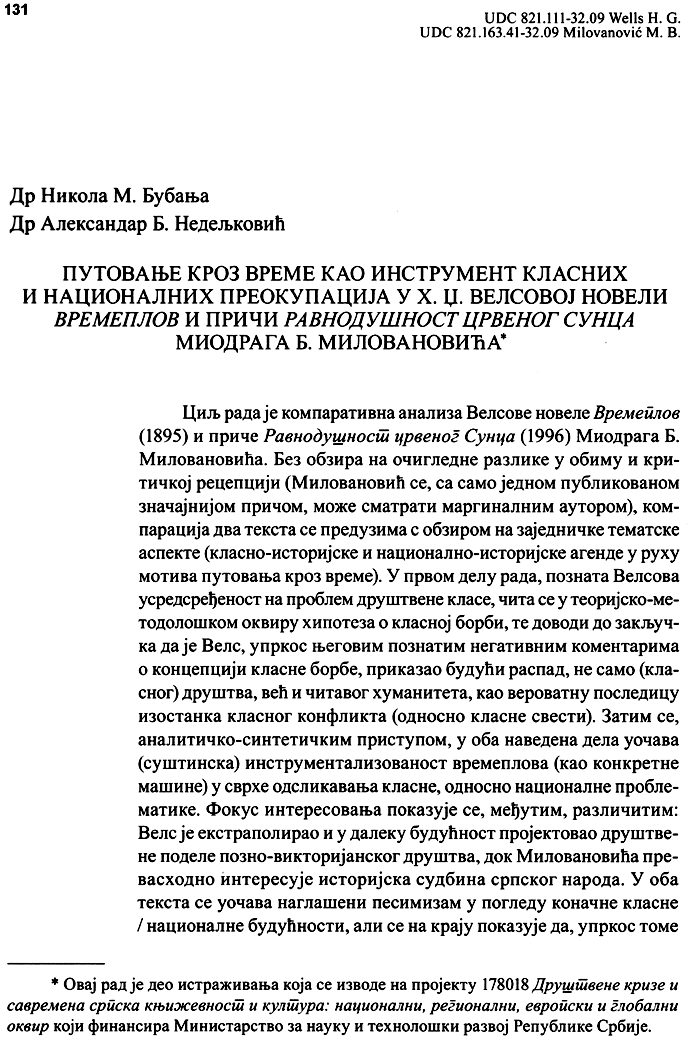 131
UDC 821.111-32.09 Wells H. G.
UDC 821.163.41-32.09 Milovanović M. B.
Др Никола М. Бубања
Др Александар Б. Недељковић
ПУТОВАЊЕ КРОЗ ВРЕМЕ КАО ИНСТРУМЕНТ КЛАСНИХ
И НАЦИОНАЛНИХ ПРЕОКУПАЦИЈА У Х. Џ. ВЕЛСОВОЈ НОВЕЛИ
ВРЕМЕПЛОВ И ПРИЧИ РАВНОДУШНОСТ ЦРВЕНОГ СУНЦА
МИОДРАГА Б. МИЛОВАНОВИЋА*
Циљ рада је компаративна анализа Велсове новеле Времеплов
(1895) и приче Равнодушност црвеног Сунца (1996) Миодрага Б.
Миловановића. Без обзира на очигледне разлике у обиму и кри-
тичкој рецепцији (Миловановић се, са само једном публикованом
значајнијом причом, може сматрати маргиналним аутором), ком-
парација два текста се предузима с обзиром на заједничке тематске
аспекте (класно-историјске и национално-историјске агенде у руху
мотива путовања кроз време). У првом делу рада, позната Велсова
усредсређеност на проблем друштвене класе, чита се у теоријско-ме-
тодолошком оквиру хипотеза о класној борби, те доводи до закључ-
ка да је Велс, упркос његовим познатим негативним коментарима
о концепцији класне борбе, приказао будући распад, не само (кла-
сног) друштва, већ и читавог хуманитета, као вероватну последицу
изостанка класног конфликта (односно класне свести). Затим се,
аналитичко-синтетичким приступом, у оба наведена дела уочава
(суштинска) инструментализованост времеплова (као конкретне
машине) у сврхе одсликавања класне, односно националне пробле-
матике. Фокус интересовања показује се, међутим, различитим:
Велс је екстраполирао и у далеку будућност пројектовао друштве-
не поделе позно-викторијанског друштва, док Миловановића пре-
васходно интересује историјска судбина српског народа. У оба
текста се уочава наглашени песимизам у погледу коначне класне
/ националне будућности, али се на крају показује да, упркос томе
* Овај рад је део истраживања која се изводе на пројекту 178018 Друштвене кризе и
савремена српска књижевност и култура: национални, регионални, европски и глобални
оквир који финансира Министарство за науку и технолошки развој Републике Србије.